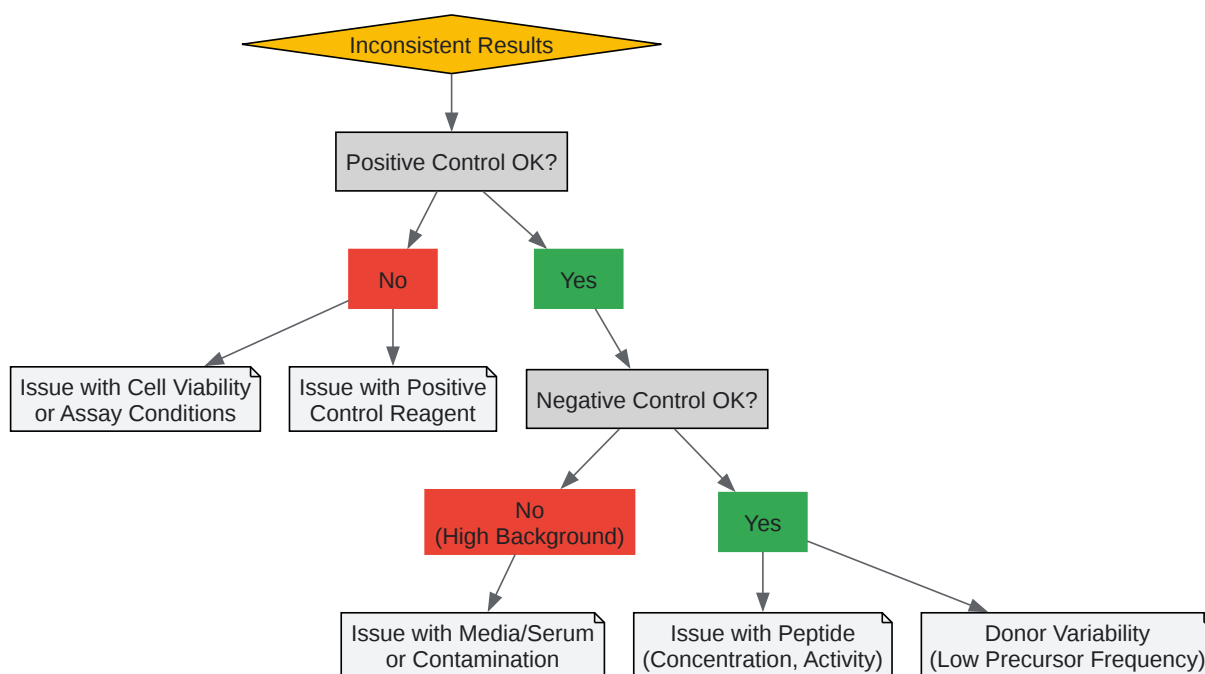 Inconsistent Results
Positive Control OK?
No
Yes
Issue with Cell Viability
or Assay Conditions
Issue with Positive
Control Reagent
Negative Control OK?
No
(High Background)
Yes
Issue with Media/Serum
or Contamination
Issue with Peptide
(Concentration, Activity)
Donor Variability
(Low Precursor Frequency)